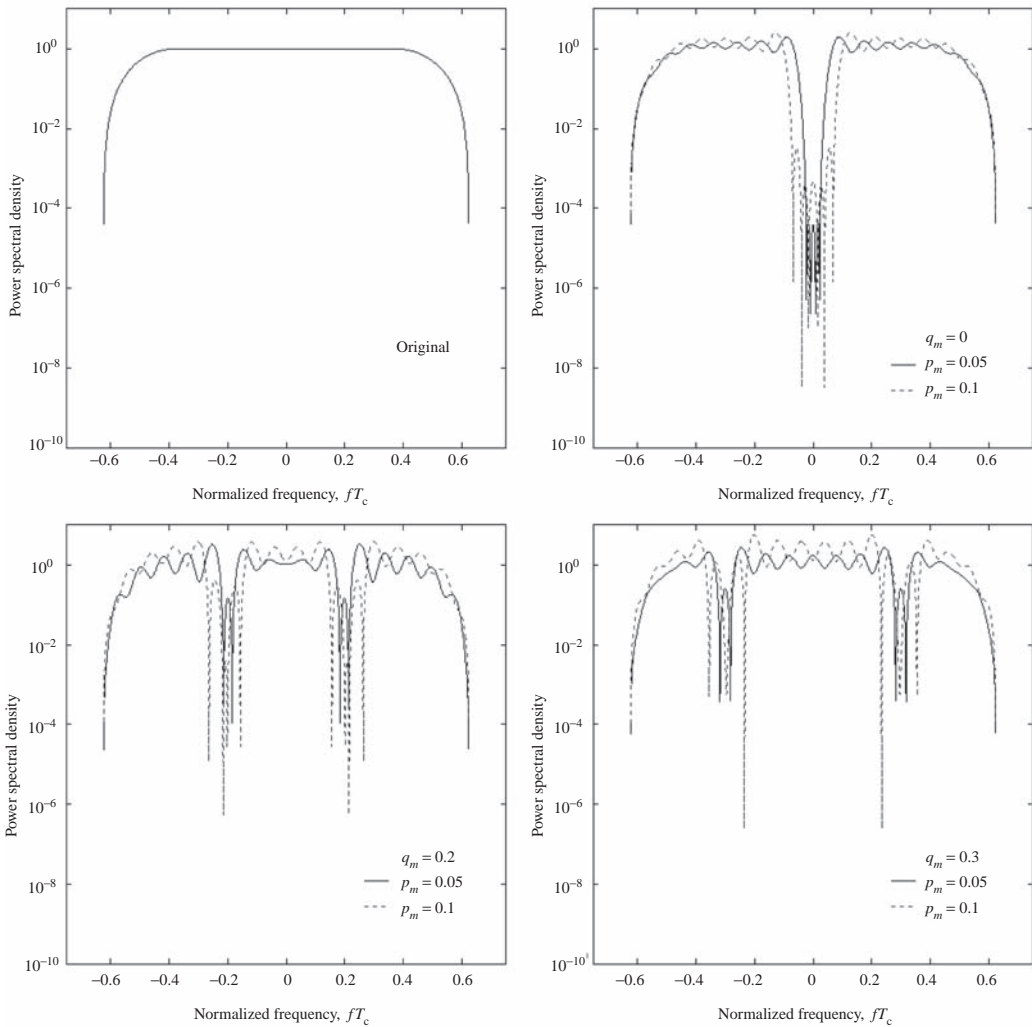 Power spectral density
10⁰
10⁻²
10⁻⁴
10⁻⁶
10⁻⁸
10⁻¹⁰
Original
−0.6 −0.4 −0.2 0 0.2 0.4 0.6
Normalized frequency, fT_c
Power spectral density
10⁰
10⁻²
10⁻⁴
10⁻⁶
10⁻⁸
10⁻¹⁰
q_m = 0
p_m = 0.05
p_m = 0.1
−0.6 −0.4 −0.2 0 0.2 0.4 0.6
Normalized frequency, fT_c
Power spectral density
10⁰
10⁻²
10⁻⁴
10⁻⁶
10⁻⁸
10⁻¹⁰
q_m = 0.2
p_m = 0.05
p_m = 0.1
−0.6 −0.4 −0.2 0 0.2 0.4 0.6
Normalized frequency, fT_c
Power spectral density
10⁰
10⁻²
10⁻⁴
10⁻⁶
10⁻⁸
10⁻¹⁰
q_m = 0.3
p_m = 0.05
p_m = 0.1
−0.6 −0.4 −0.2 0 0.2 0.4 0.6
Normalized frequency, fT_c